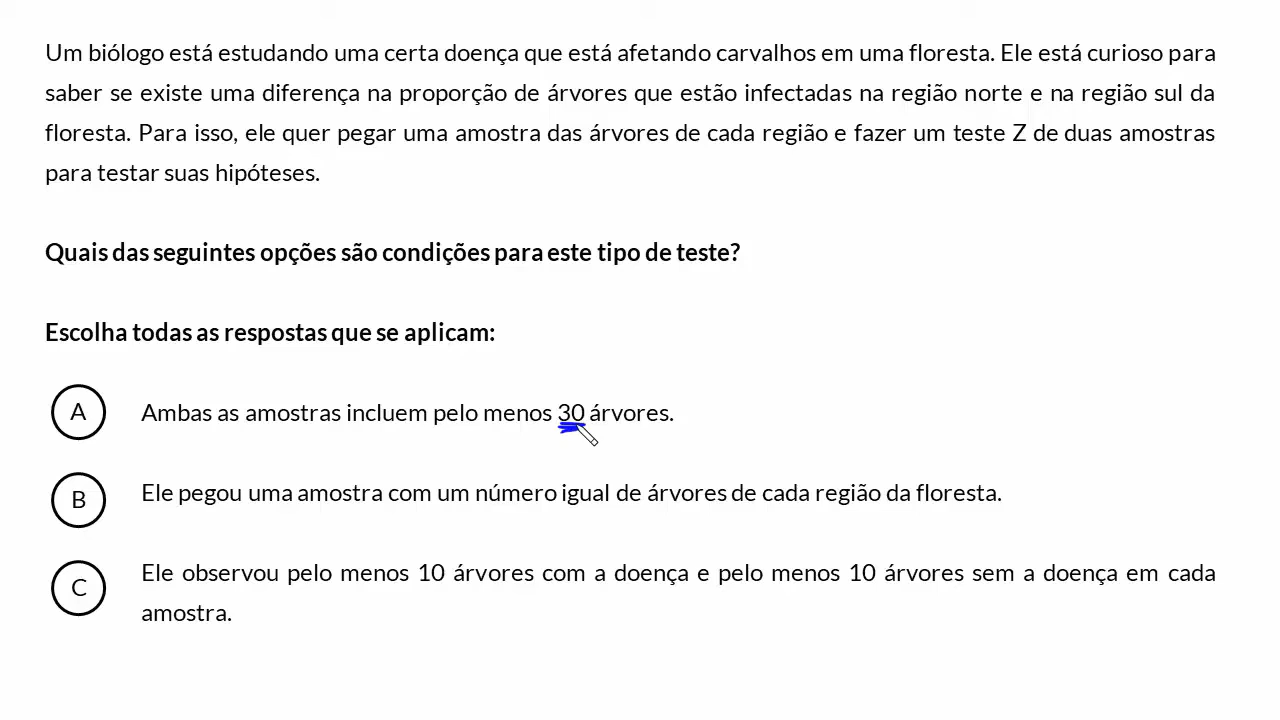 Um biólogo está estudando uma certa doença que está afetando carvalhos em uma floresta. Ele está curioso para
saber se existe uma diferença na proporção de árvores que estão infectadas na região norte e na região sul da
floresta. Para isso, ele quer pegar uma amostra das árvores de cada região e fazer um teste Z de duas amostras
para testar suas hipóteses.
Quais das seguintes opções são condições para este tipo de teste?
Escolha todas as respostas que se aplicam:
A Ambas as amostras incluem pelo menos 30 árvores.
B Ele pegou uma amostra com um número igual de árvores de cada região da floresta.
C Ele observou pelo menos 10 árvores com a doença e pelo menos 10 árvores sem a doença em cada
amostra.